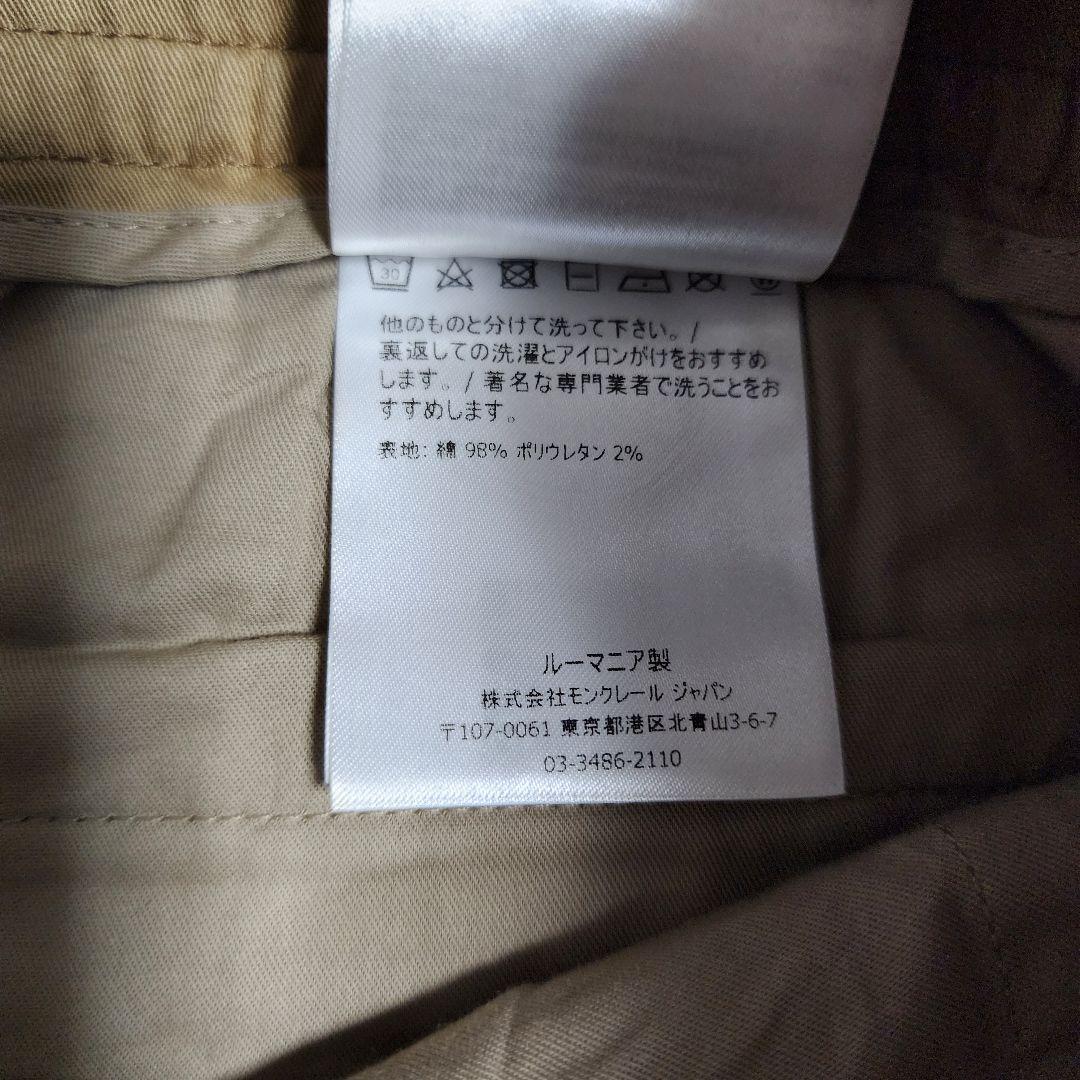 30
他のものと分けて洗って下さい。/
裏返しての洗濯とアイロンがけをおすすめ
します。/ 著名な専門業者で洗うことをお
すすめします。
表地: 綿 98% ポリウレタン 2%
ルーマニア製
株式会社モンクレール ジャパン
〒107-0061 東京都港区北青山3-6-7
03-3486-2110